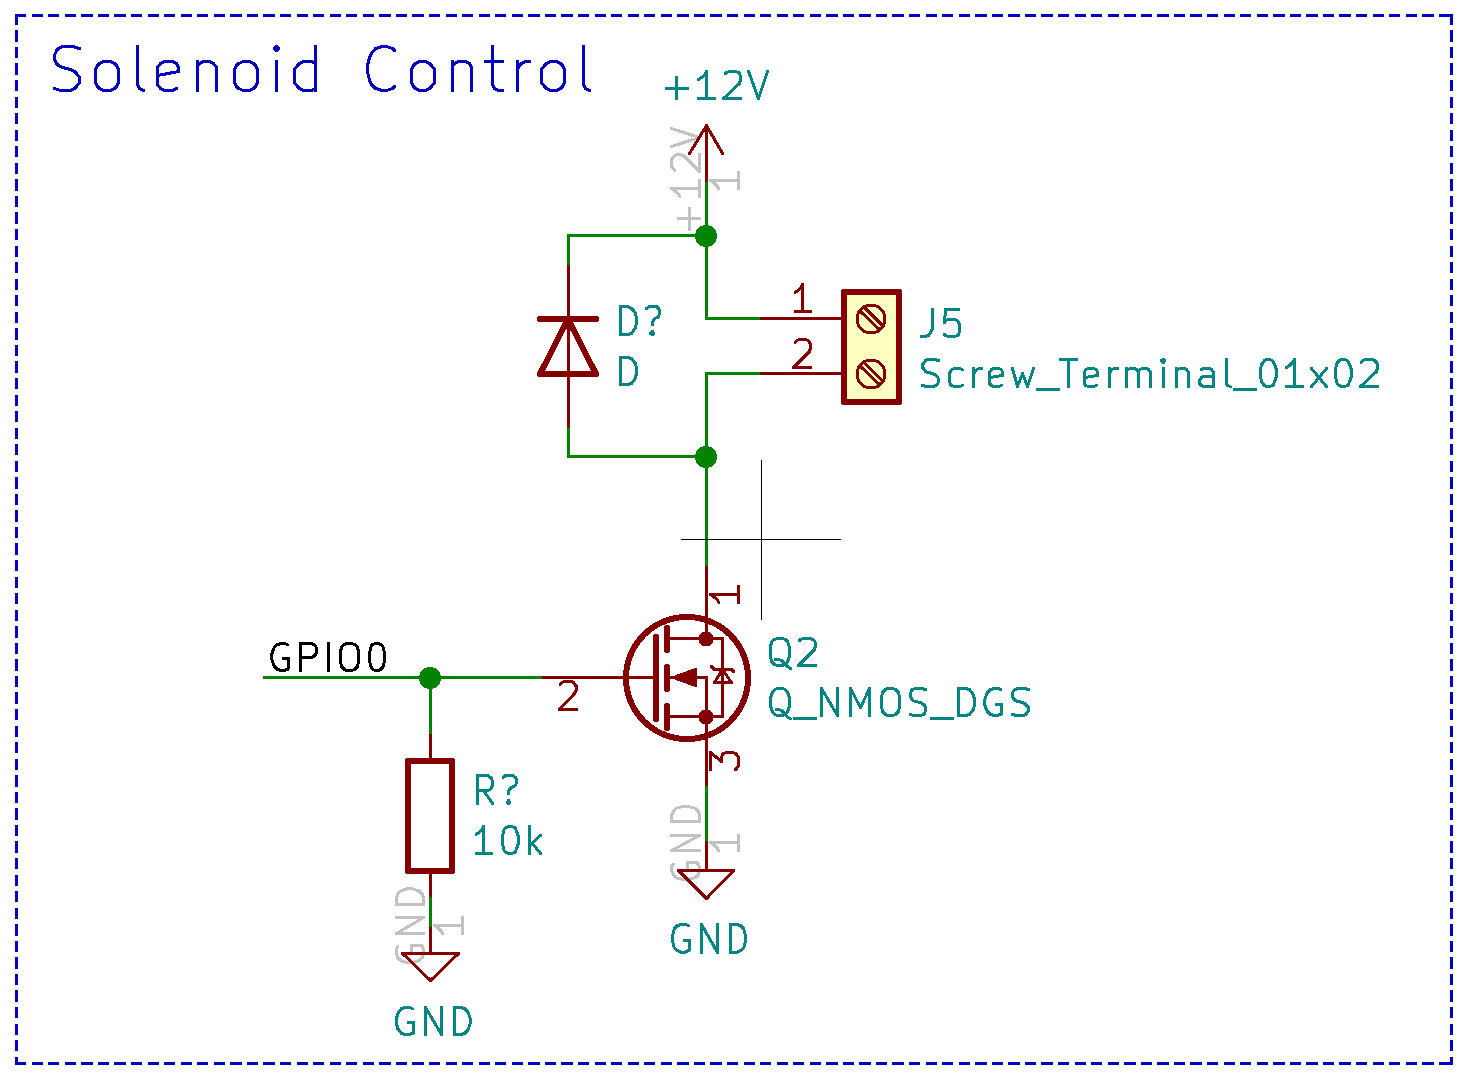 Solenoid Control
+12V
+12V
1
1
D?
D
2
J5
Screw_Terminal_01x02
1
GPIO0
2
Q2
Q_NMOS_DGS
3
R?
10k
GND
1
GND
GND
1
GND